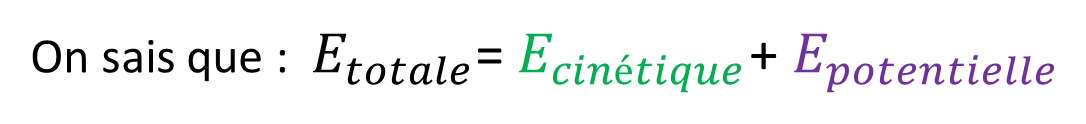 On sais que : E_totale = E_cinétique + E_potentielle